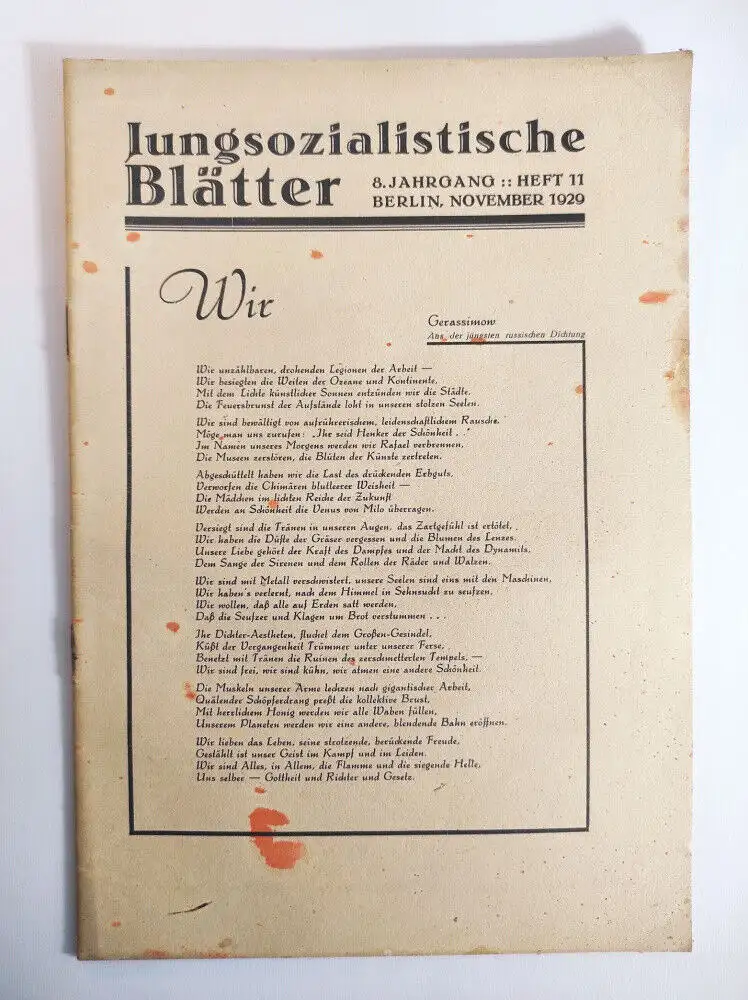 Jungsozialistische
Blätter
8. JAHRGANG :: HEFT 11
BERLIN, NOVEMBER 1929
Wir
Gerassimow
Aus der jüngsten russischen Dichtung
Wir unzählbaren, drohenden Legionen der Arbeit —
Wir besiegten die Weiten der Ozeane und Kontinente,
Mit dem Lichte künstlicher Sonnen entzünden wir die Städte,
Die Feuersbrunst der Aufstände loht in unseren stolzen Seelen.
Wir sind bewältigt von aufrührerischem, leidenschaftlichem Rausche,
Möge man uns zurufen: „Ihr seid Henker der Schönheit . .“
Im Namen unseres Morgens werden wir Rafael verbrennen,
Die Museen zerstören, die Blüten der Künste zertreten.
Abgeschüttelt haben wir die Last des drückenden Erbguts,
Verworfen die Chimären blutleerer Weisheit —
Die Mädchen im lichten Reiche der Zukunft
Werden an Schönheit die Venus von Milo überragen.
Versiegt sind die Tränen in unseren Augen, das Zartgefühl ist ertötet,
Wir haben die Düfte der Gräser vergessen und die Blumen des Lenzes.
Unsere Liebe gehört der Kraft des Dampfes und der Macht des Dynamits,
Dem Sange der Sirenen und dem Rollen der Räder und Walzen.
Wir sind mit Metall verschwistert, unsere Seelen sind eins mit den Maschinen,
Wir haben's verlernt, nach dem Himmel in Sehnsucht zu seufzen,
Wir wollen, daß alle auf Erden satt werden,
Daß die Seufzer und Klagen um Brot verstummen . . .
Ihr Dichter-Aestheten, fluchet dem Großen-Gesindel,
Küßt der Vergangenheit Trümmer unter unserer Ferse,
Benetzt mit Tränen die Ruinen des zerschmetterten Tempels, —
Wir sind frei, wir sind kühn, wir atmen eine andere Schönheit.
Die Muskeln unserer Arme lechzen nach gigantischer Arbeit,
Quälender Schöpferdrang preßt die kollektive Brust,
Mit herrlichem Honig werden wir alle Waben füllen,
Unserem Planeten werden wir eine andere, blendende Bahn eröffnen.
Wir lieben das Leben, seine strotzende, berückende Freude,
Gestählt ist unser Geist im Kampf und im Leiden.
Wir sind Alles, in Allem, die Flamme und die siegende Helle,
Uns selber — Gottheit und Richter und Gesetz.